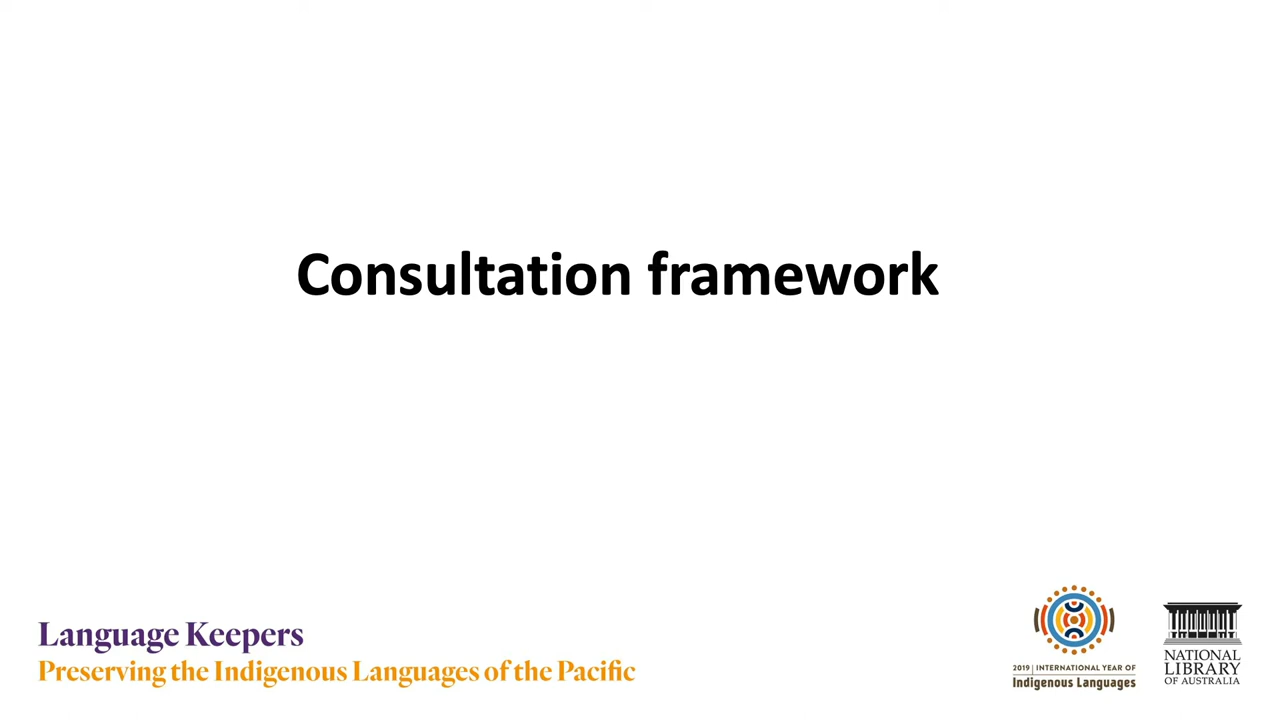 Consultation framework
Language Keepers
Preserving the Indigenous Languages of the Pacific
2019 | INTERNATIONAL YEAR OF
Indigenous Languages
NATIONAL
LIBRARY
OF AUSTRALIA